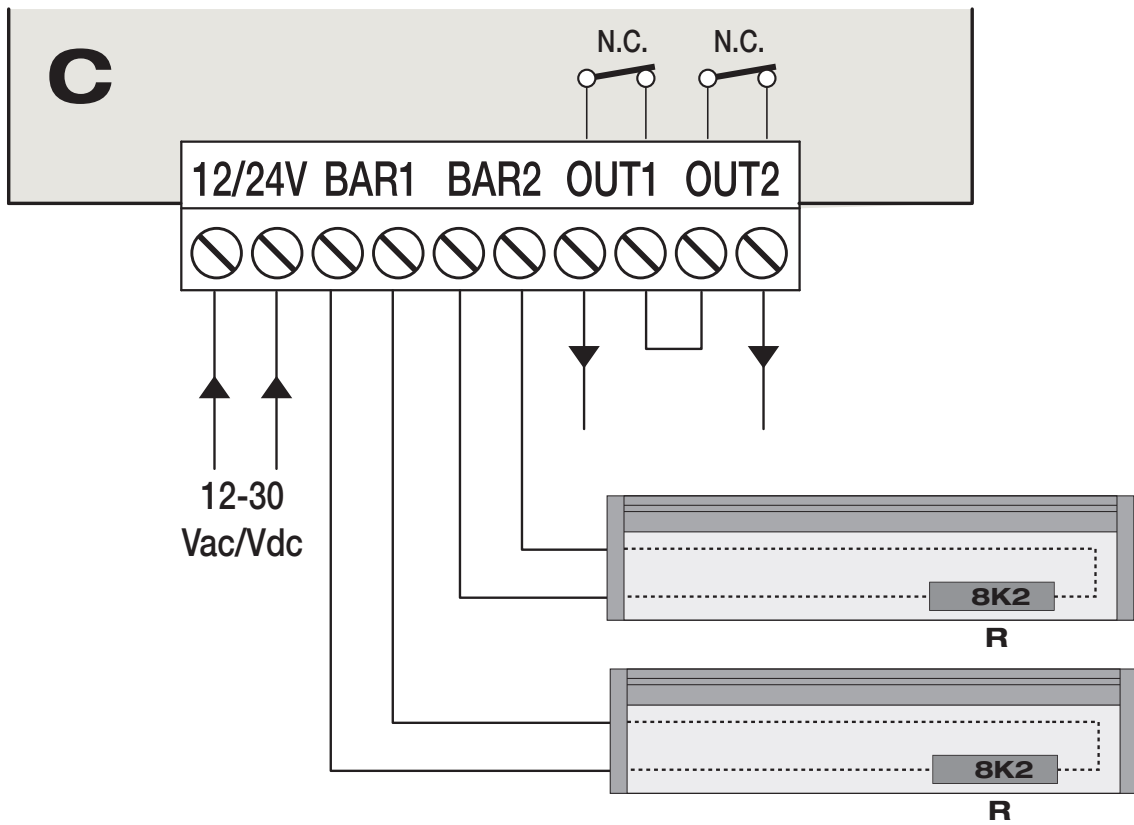 C
N.C. N.C.
12/24V BAR1 BAR2 OUT1 OUT2
12-30
Vac/Vdc
8K2
R
8K2
R